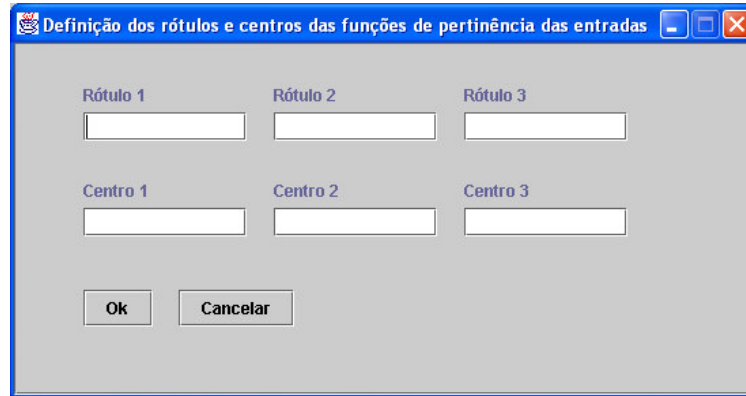 Definição dos rótulos e centros das funções de pertinência das entradas
Rótulo 1 Rótulo 2 Rótulo 3
Centro 1 Centro 2 Centro 3
Ok Cancelar